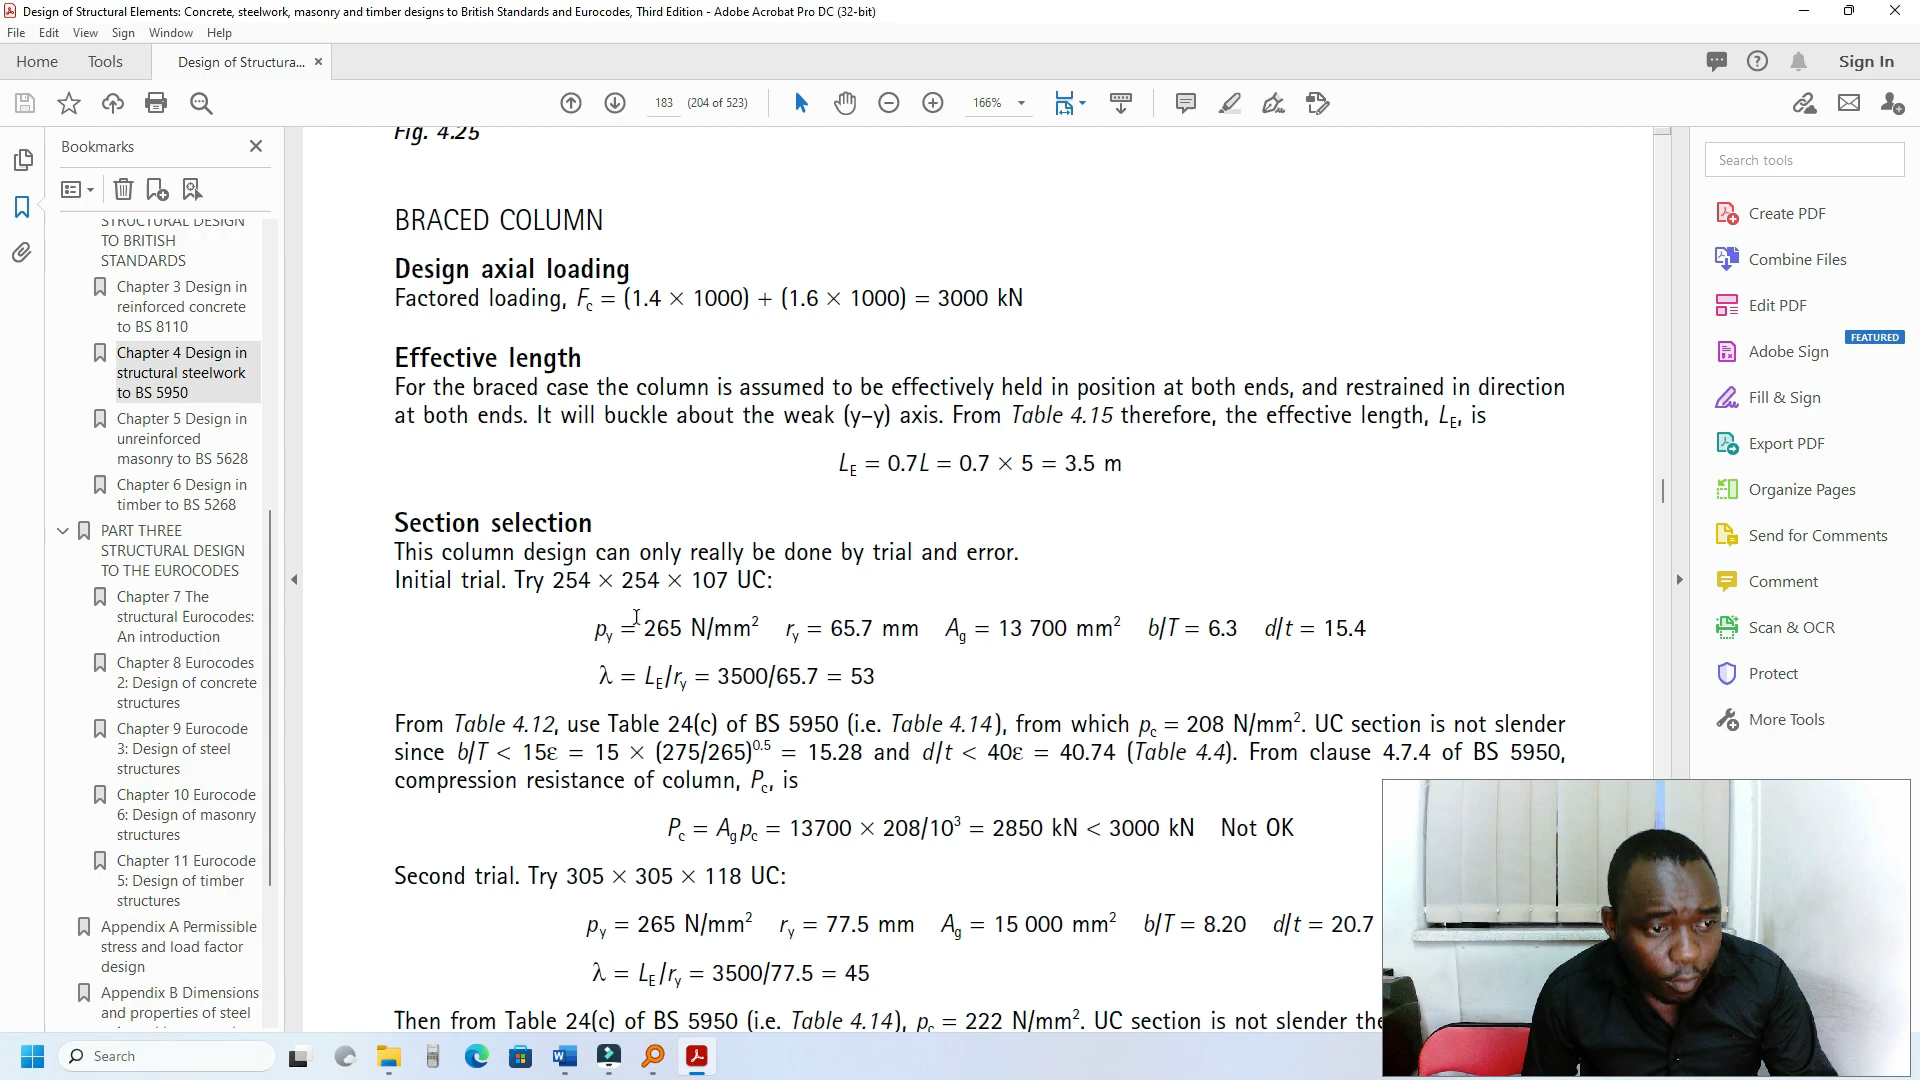 Design of Structural Elements: Concrete, steelwork, masonry and timber designs to British Standards and Eurocodes, Third Edition - Adobe Acrobat Pro DC (32-bit)
File Edit View Sign Window Help
Home Tools Design of Structura... × Sign In
183 (204 of 523) 166%
Bookmarks
STRUCTURAL DESIGN
TO BRITISH
STANDARDS
Chapter 3 Design in
reinforced concrete
to BS 8110
Chapter 4 Design in
structural steelwork
to BS 5950
Chapter 5 Design in
unreinforced
masonry to BS 5628
Chapter 6 Design in
timber to BS 5268
PART THREE
STRUCTURAL DESIGN
TO THE EUROCODES
Chapter 7 The
structural Eurocodes:
An introduction
Chapter 8 Eurocodes
2: Design of concrete
structures
Chapter 9 Eurocode
3: Design of steel
structures
Chapter 10 Eurocode
6: Design of masonry
structures
Chapter 11 Eurocode
5: Design of timber
structures
Appendix A Permissible
stress and load factor
design
Appendix B Dimensions
and properties of steel
Fig. 4.25
BRACED COLUMN
Design axial loading
Factored loading, Fc = (1.4 × 1000) + (1.6 × 1000) = 3000 kN
Effective length
For the braced case the column is assumed to be effectively held in position at both ends, and restrained in direction
at both ends. It will buckle about the weak (y–y) axis. From Table 4.15 therefore, the effective length, LE, is
LE = 0.7L = 0.7 × 5 = 3.5 m
Section selection
This column design can only really be done by trial and error.
Initial trial. Try 254 × 254 × 107 UC:
py = 265 N/mm² ry = 65.7 mm Ag = 13 700 mm² b/T = 6.3 d/t = 15.4
λ = LE/ry = 3500/65.7 = 53
From Table 4.12, use Table 24(c) of BS 5950 (i.e. Table 4.14), from which pc = 208 N/mm². UC section is not slender
since b/T < 15ε = 15 × (275/265)^0.5 = 15.28 and d/t < 40ε = 40.74 (Table 4.4). From clause 4.7.4 of BS 5950,
compression resistance of column, Pc, is
Pc = Agpc = 13700 × 208/10³ = 2850 kN < 3000 kN Not OK
Second trial. Try 305 × 305 × 118 UC:
py = 265 N/mm² ry = 77.5 mm Ag = 15 000 mm² b/T = 8.20 d/t = 20.7
λ = LE/ry = 3500/77.5 = 45
Then from Table 24(c) of BS 5950 (i.e. Table 4.14), pc = 222 N/mm². UC section is not slender the
Search tools
Create PDF
Combine Files
Edit PDF
FEATURED
Adobe Sign
Fill & Sign
Export PDF
Organize Pages
Send for Comments
Comment
Scan & OCR
Protect
More Tools
Search